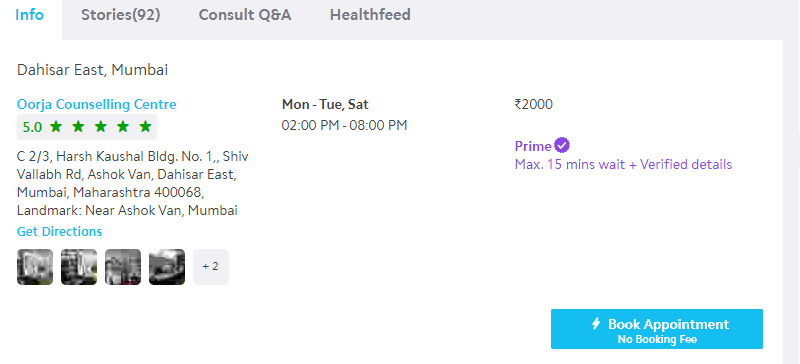 Info Stories(92) Consult Q&A Healthfeed
Dahisar East, Mumbai
Oorja Counselling Centre
5.0
C 2/3, Harsh Kaushal Bldg. No. 1,, Shiv
Vallabh Rd, Ashok Van, Dahisar East,
Mumbai, Maharashtra 400068,
Landmark: Near Ashok Van, Mumbai
Get Directions
+ 2
Mon - Tue, Sat
02:00 PM - 08:00 PM
₹2000
Prime
Max. 15 mins wait + Verified details
Book Appointment
No Booking Fee